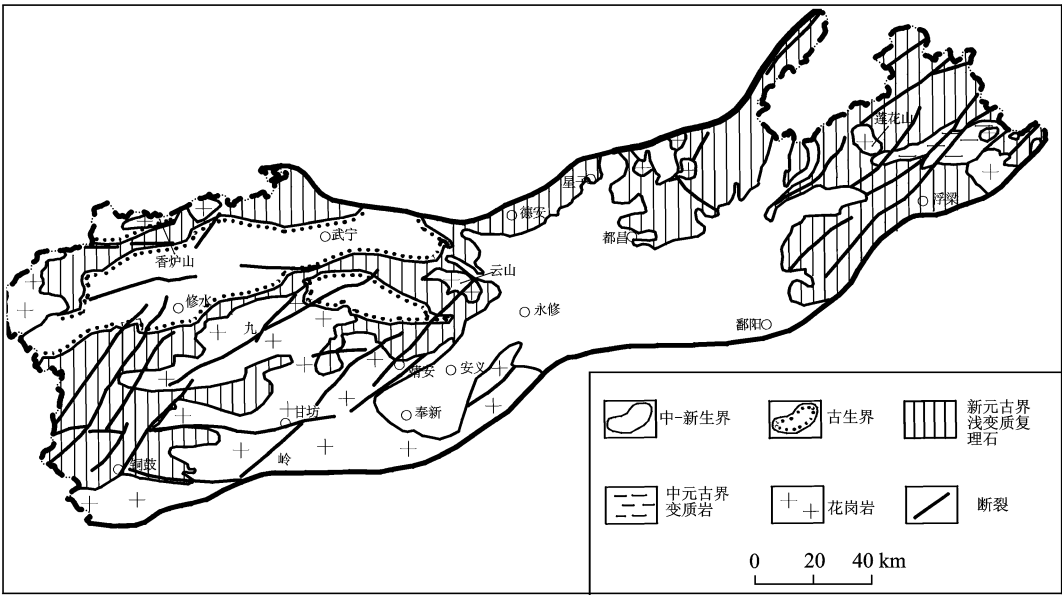 莲花山
星子
浮梁
德安
都昌
武宁
香炉山
云山
修水
永修
鄱阳
九
靖安
安义
甘坊
奉新
岭
铜鼓
中-新生界
古生界
新元古界
浅变质复
理石
中元古界
变质岩
花岗岩
断裂
0 20 40 km